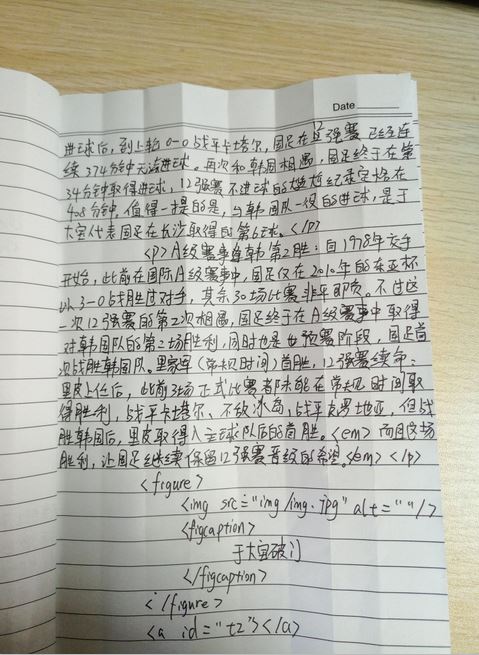 Date
进球后，到上轮0-0战平卡塔尔，国足在12强赛已经连
续374分钟无法进球。再次和韩国相遇，国足终于在第
34分钟取得进球，12强赛不进球的尴尬纪录定格在
408分钟，值得一提的是，与韩国队一役的进球，是于
大宝代表国足在长沙取得的第6球。</p>
<p>A级赛事阵韩第2胜：自1978年交手
开始，此前在国际A级赛事中，国足仅在2010年的东亚杯
以3-0战胜过对手，其余30场比赛非平即负。不过这
一次12强赛的第2次相遇，国足终于在A级赛事中取得
对韩国队的第二场胜利，同时也是世预赛阶段，国足首
次战胜韩国队。里家军（常规时间）首胜，12强赛续命：
里皮上任后，此前3场正式比赛都未能在常规时间取
得胜利，战平卡塔尔、不敌冰岛，战平克罗地亚，但战
胜韩国后，里皮取得入主球队后的首胜。<em>而且这场
胜利，让国足继续保留12强赛晋级的希望。<em></p>
<figure>
<img src="img/img.jpg" alt=""/>
<figcaption>
于大宝破门
</figcaption>
</figure>
<a id="t2"></a>